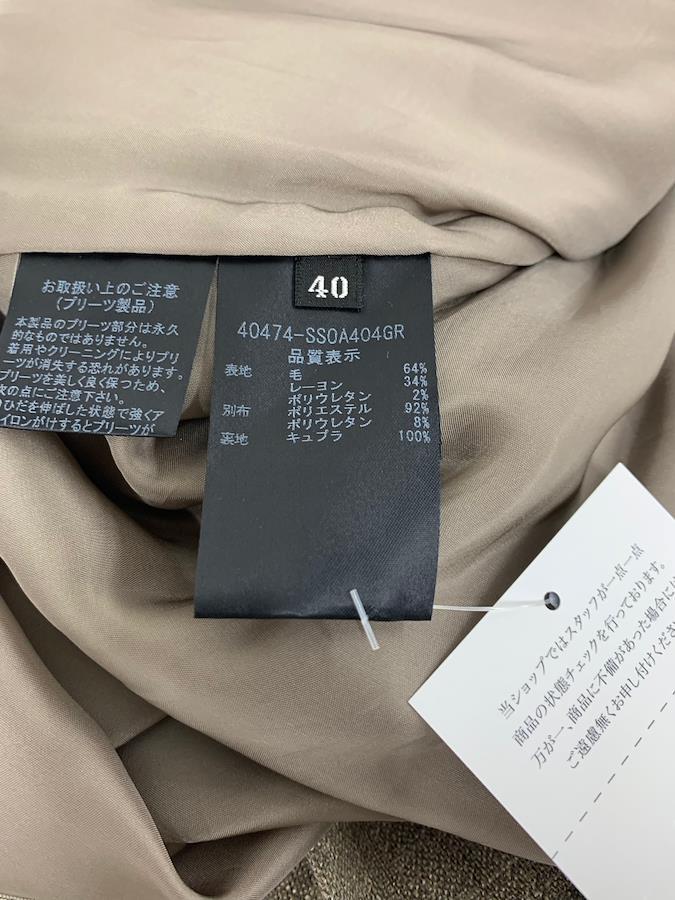 お取扱い上のご注意
(プリーツ製品)
本製品のプリーツ部分は永久
的なものではありません。
着用やクリーニングによりプリ
ーツが消失する恐れがあります。
プリーツを美しく良く保つため、
次の点にご注意下さい。
のひだを伸ばした状態で強くア
イロンがけするとプリーツが
40
40474-SS0A404GR
品質表示
表地 毛 64%
レーヨン 34%
ポリウレタン 2%
別布 ポリエステル 92%
ポリウレタン 8%
裏地 キュプラ 100%
当ショップではスタッフが一点一点
商品の状態チェックを行っております。
万が一、商品に不備があった場合には
ご遠慮無くお申し付けくださ